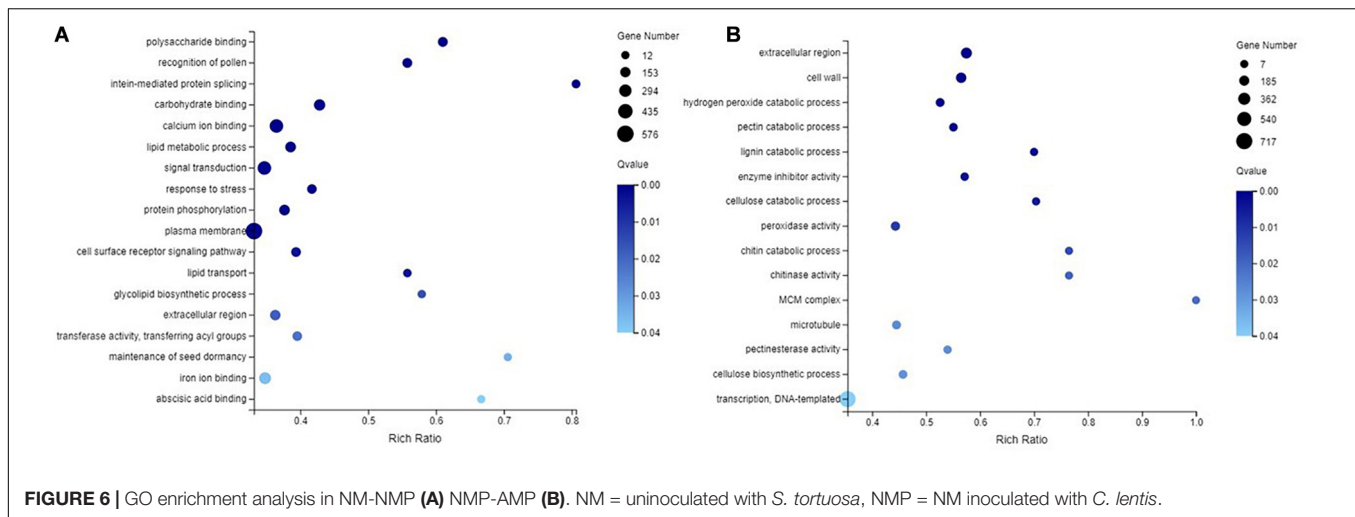 A
polysaccharide binding
recognition of pollen
intein-mediated protein splicing
carbohydrate binding
calcium ion binding
lipid metabolic process
signal transduction
response to stress
protein phosphorylation
plasma membrane
cell surface receptor signaling pathway
lipid transport
glycolipid biosynthetic process
extracellular region
transferase activity, transferring acyl groups
maintenance of seed dormancy
iron ion binding
abscisic acid binding
0.4 0.5 0.6 0.7 0.8
Rich Ratio
Gene Number
12
153
294
435
576
Qvalue
0.00
0.01
0.02
0.03
0.04
B
extracellular region
cell wall
hydrogen peroxide catabolic process
pectin catabolic process
lignin catabolic process
enzyme inhibitor activity
cellulose catabolic process
peroxidase activity
chitin catabolic process
chitinase activity
MCM complex
microtubule
pectinesterase activity
cellulose biosynthetic process
transcription, DNA-templated
0.4 0.5 0.6 0.7 0.8 0.9 1.0
Rich Ratio
Gene Number
7
185
362
540
717
Qvalue
0.00
0.01
0.02
0.03
0.04
FIGURE 6 | GO enrichment analysis in NM-NMP (A) NMP-AMP (B). NM = uninoculated with S. tortuosa, NMP = NM inoculated with C. lentis.